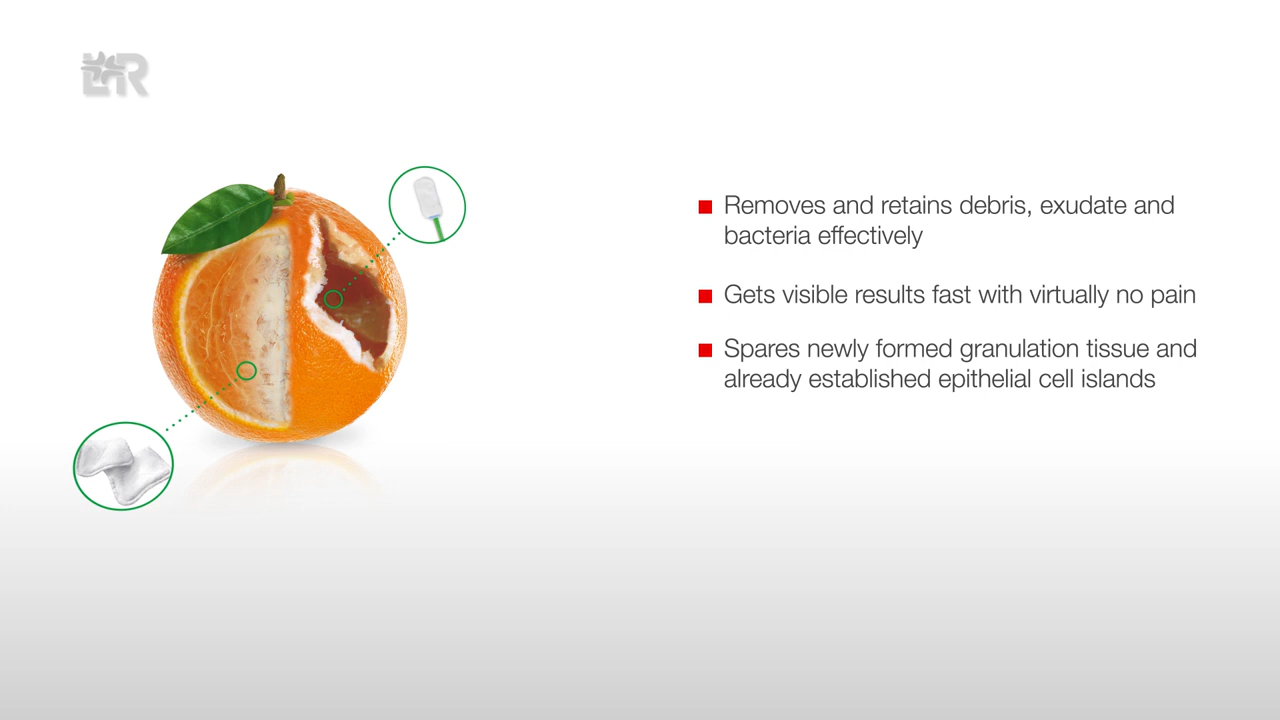 L&R
Removes and retains debris, exudate and
bacteria effectively
Gets visible results fast with virtually no pain
Spares newly formed granulation tissue and
already established epithelial cell islands